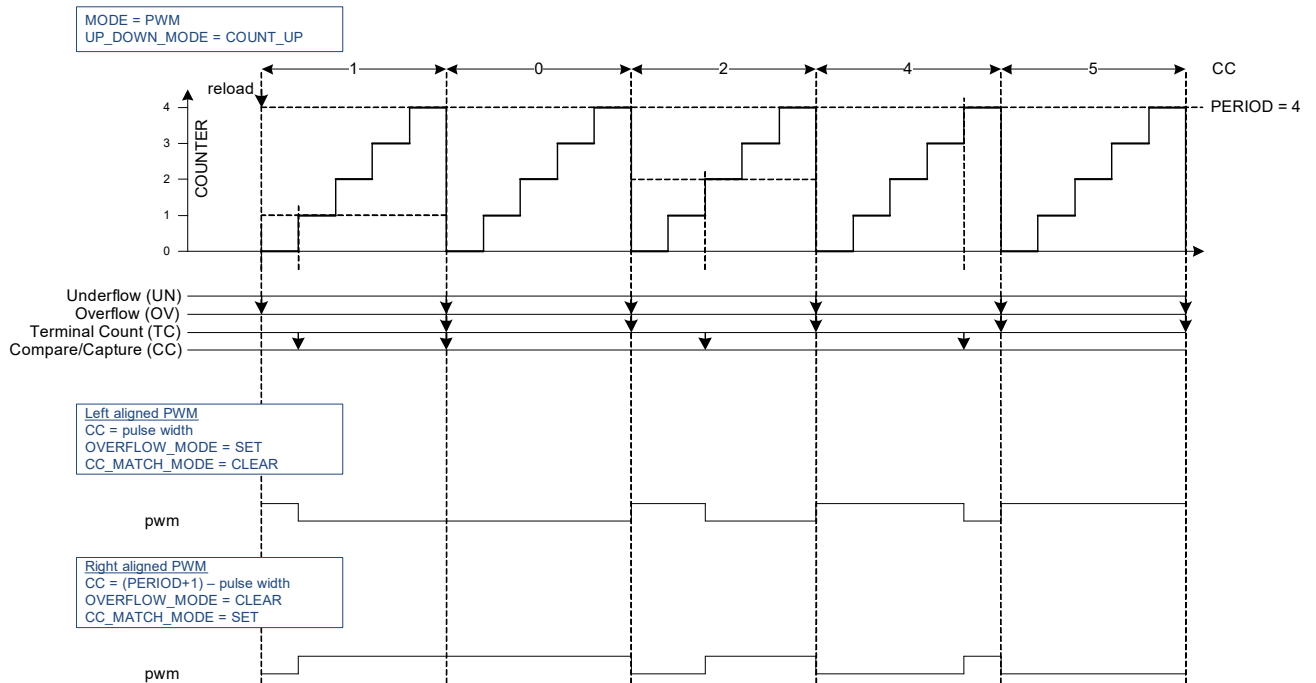 MODE = PWM
UP_DOWN_MODE = COUNT_UP
1 0 2 4 5 CC
reload
4
PERIOD = 4
3
COUNTER
2
1
0
Underflow (UN)
Overflow (OV)
Terminal Count (TC)
Compare/Capture (CC)
Left aligned PWM
CC = pulse width
OVERFLOW_MODE = SET
CC_MATCH_MODE = CLEAR
pwm
Right aligned PWM
CC = (PERIOD+1) – pulse width
OVERFLOW_MODE = CLEAR
CC_MATCH_MODE = SET
pwm